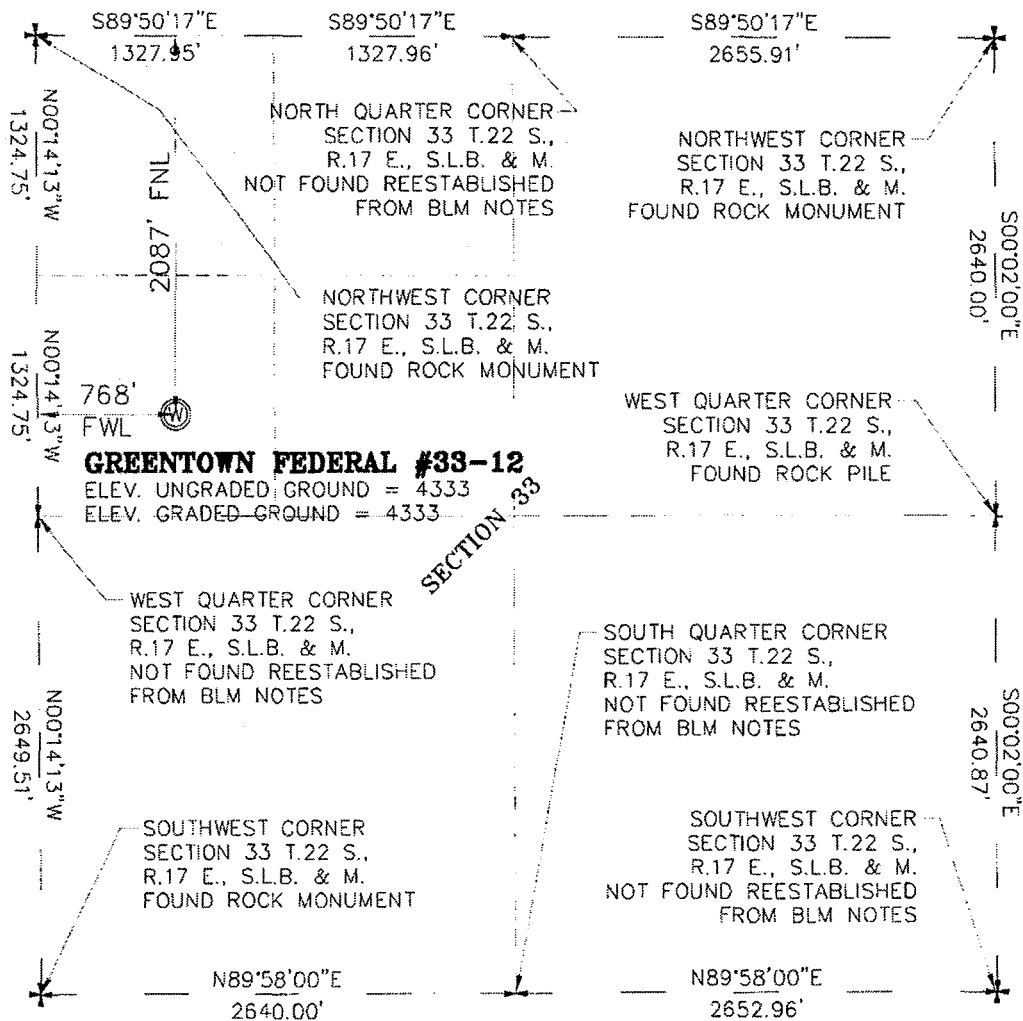 S89°50'17"E
1327.95'
S89°50'17"E
1327.96'
S89°50'17"E
2655.91'
N00°14'13"W
1324.75'
2087' FNL
NORTH QUARTER CORNER
SECTION 33 T.22 S.,
R.17 E., S.L.B. & M.
NOT FOUND REESTABLISHED
FROM BLM NOTES
NORTHWEST CORNER
SECTION 33 T.22 S.,
R.17 E., S.L.B. & M.
FOUND ROCK MONUMENT
S00°02'00"E
2640.00'
NORTHWEST CORNER
SECTION 33 T.22 S.,
R.17 E., S.L.B. & M.
FOUND ROCK MONUMENT
N00°14'13"W
1324.75'
768'
FWL
W
WEST QUARTER CORNER
SECTION 33 T.22 S.,
R.17 E., S.L.B. & M.
FOUND ROCK PILE
GREENTOWN FEDERAL #33-12
ELEV. UNGRADED GROUND = 4333
ELEV. GRADED GROUND = 4333
SECTION 33
WEST QUARTER CORNER
SECTION 33 T.22 S.,
R.17 E., S.L.B. & M.
NOT FOUND REESTABLISHED
FROM BLM NOTES
SOUTH QUARTER CORNER
SECTION 33 T.22 S.,
R.17 E., S.L.B. & M.
NOT FOUND REESTABLISHED
FROM BLM NOTES
N00°14'13"W
2649.51'
S00°02'00"E
2640.87'
SOUTHWEST CORNER
SECTION 33 T.22 S.,
R.17 E., S.L.B. & M.
FOUND ROCK MONUMENT
SOUTHWEST CORNER
SECTION 33 T.22 S.,
R.17 E., S.L.B. & M.
NOT FOUND REESTABLISHED
FROM BLM NOTES
N89°58'00"E
2640.00'
N89°58'00"E
2652.96'